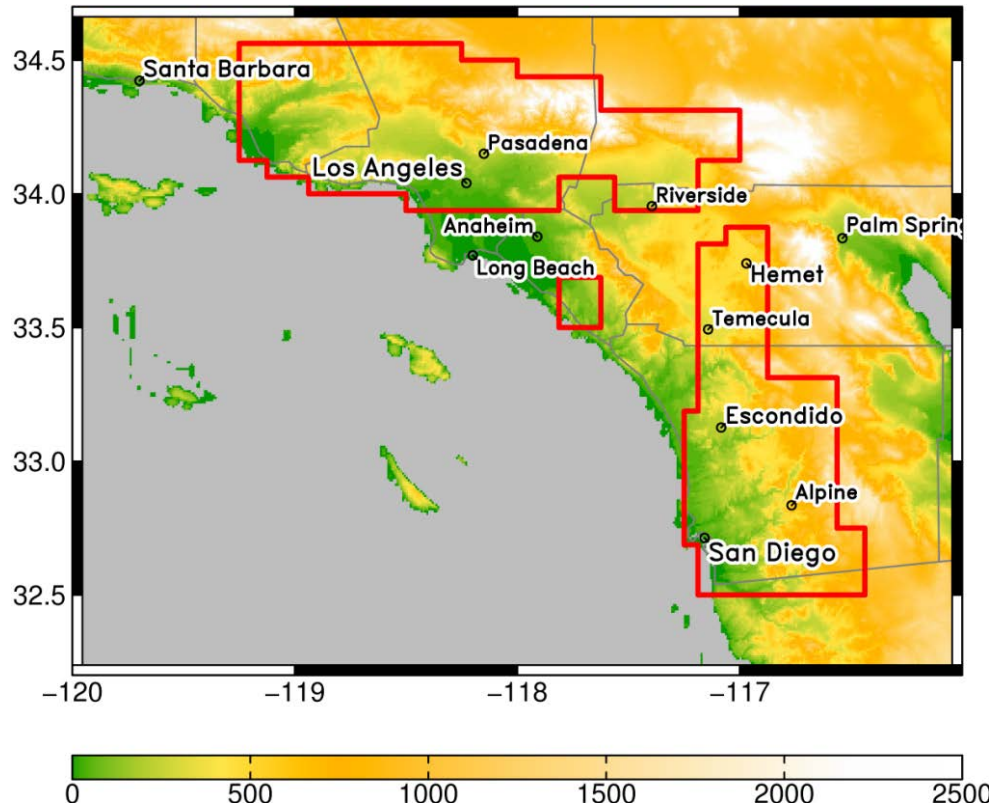 34.5
Santa Barbara
Pasadena
Los Angeles
34.0
Riverside
Anaheim
Palm Spring
Long Beach
Hemet
33.5
Temecula
Escondido
33.0
Alpine
San Diego
32.5
-120
-119
-118
-117
0
500
1000
1500
2000
2500